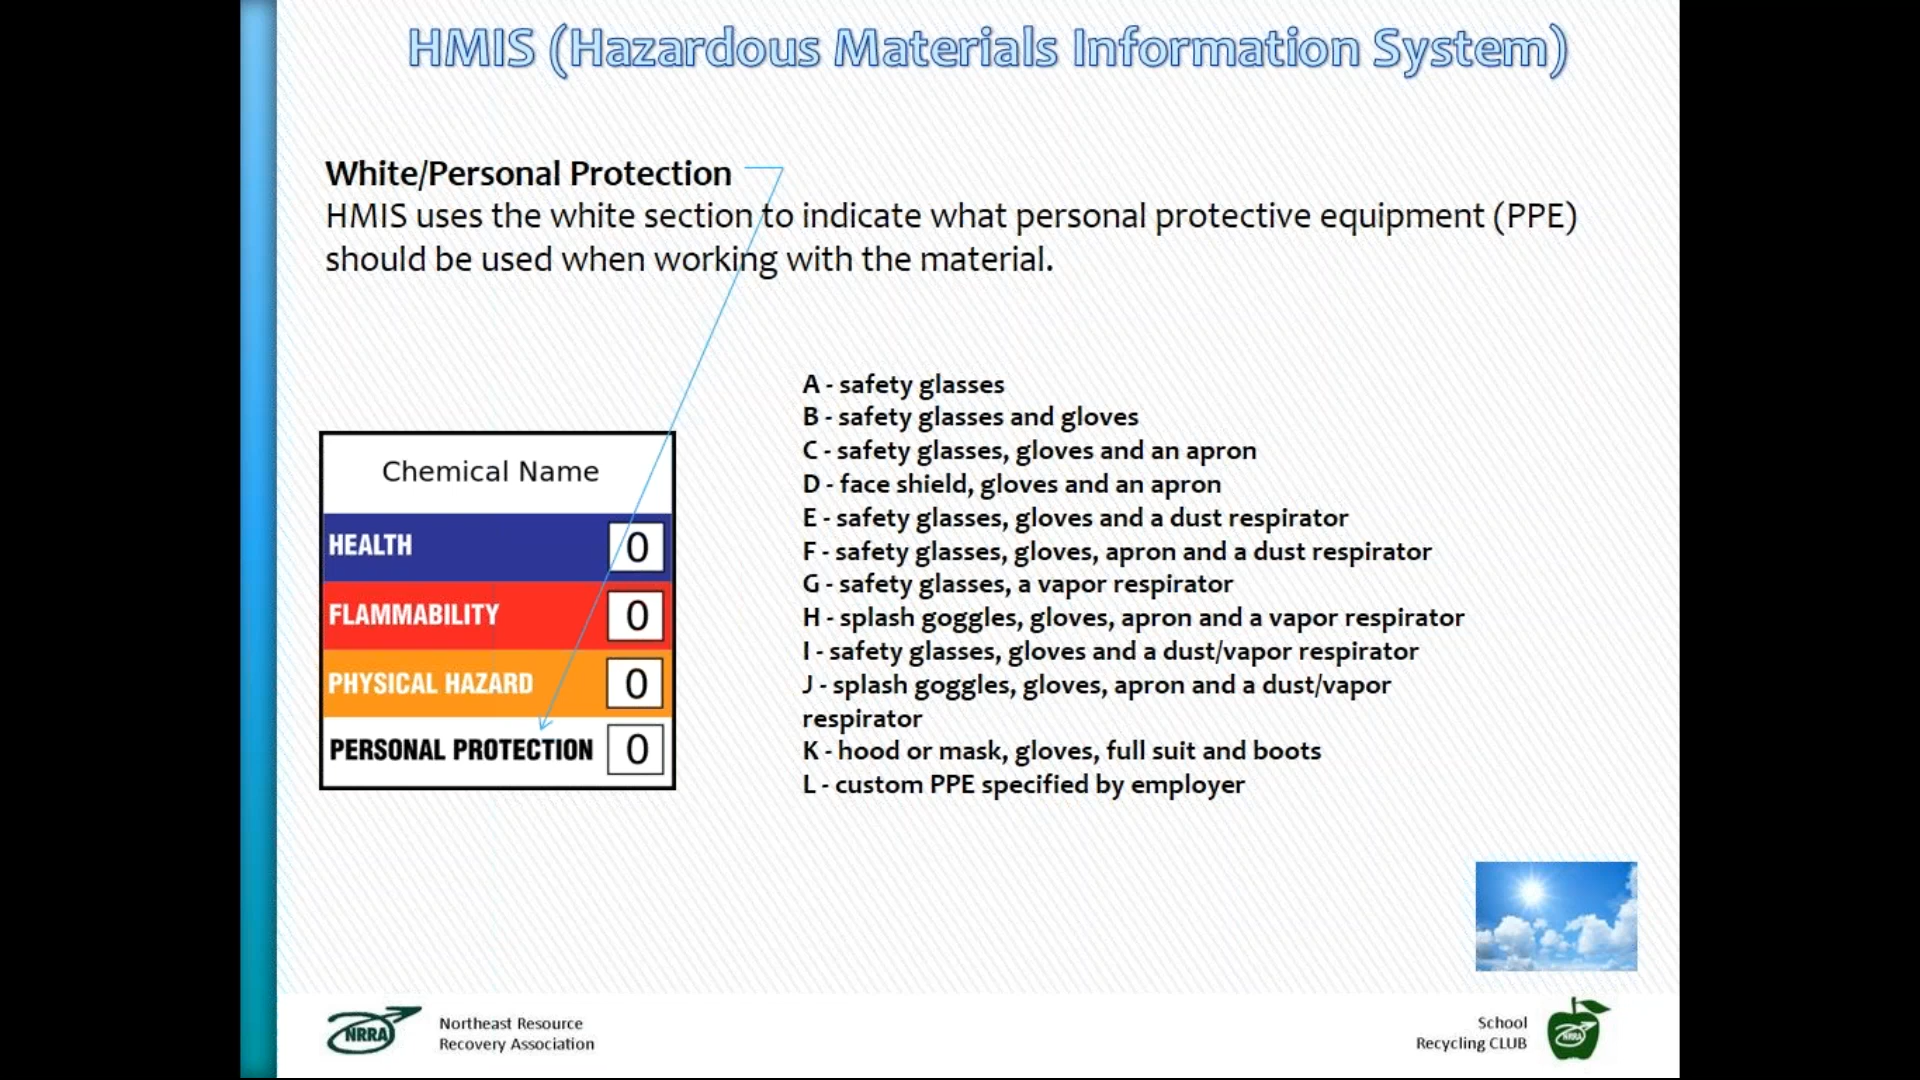 HMIS (Hazardous Materials Information System)
White/Personal Protection
HMIS uses the white section to indicate what personal protective equipment (PPE)
should be used when working with the material.
Chemical Name
HEALTH 0
FLAMMABILITY 0
PHYSICAL HAZARD 0
PERSONAL PROTECTION 0
A - safety glasses
B - safety glasses and gloves
C - safety glasses, gloves and an apron
D - face shield, gloves and an apron
E - safety glasses, gloves and a dust respirator
F - safety glasses, gloves, apron and a dust respirator
G - safety glasses, a vapor respirator
H - splash goggles, gloves, apron and a vapor respirator
I - safety glasses, gloves and a dust/vapor respirator
J - splash goggles, gloves, apron and a dust/vapor
respirator
K - hood or mask, gloves, full suit and boots
L - custom PPE specified by employer
NRRA
Northeast Resource
Recovery Association
School
Recycling CLUB
NRRA